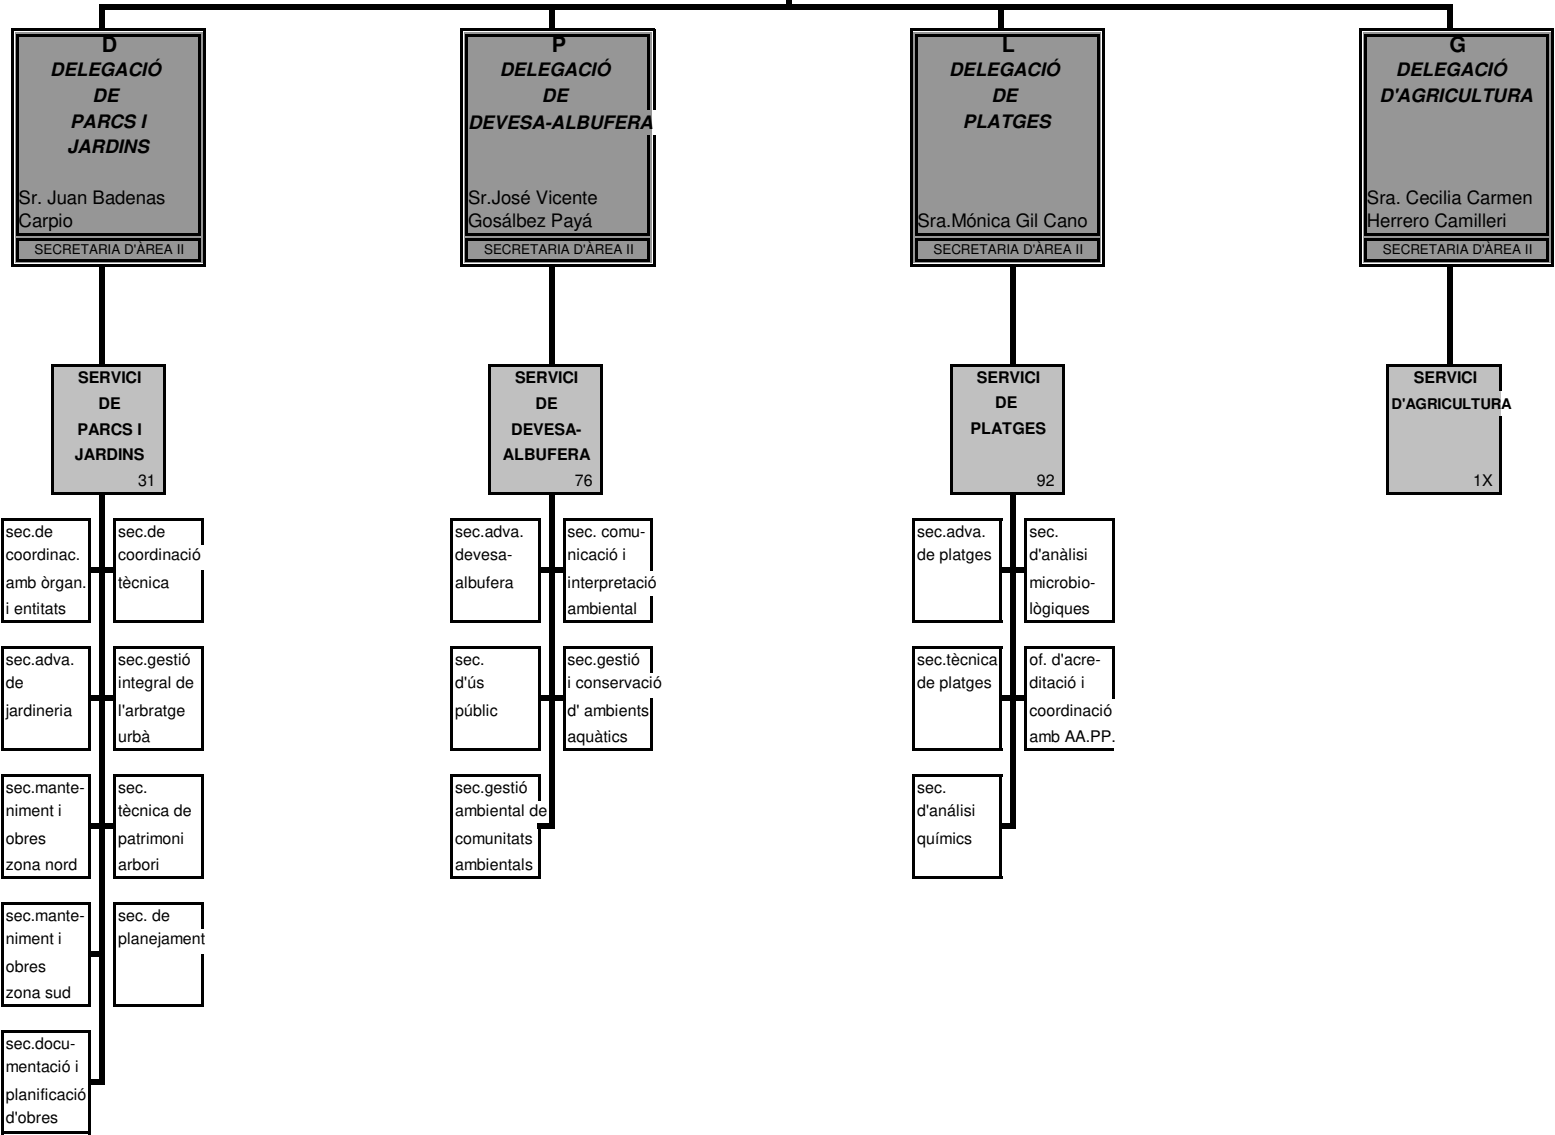 D
DELEGACIÓ
DE
PARCS I
JARDINS
Sr. Juan Badenas
Carpio
SECRETARIA D'ÀREA II
P
DELEGACIÓ
DE
DEVESA-ALBUFERA
Sr.José Vicente
Gosálbez Payá
SECRETARIA D'ÀREA II
L
DELEGACIÓ
DE
PLATGES
Sra.Mónica Gil Cano
SECRETARIA D'ÀREA II
G
DELEGACIÓ
D'AGRICULTURA
Sra. Cecilia Carmen
Herrero Camilleri
SECRETARIA D'ÀREA II
SERVICI
DE
PARCS I
JARDINS
31
SERVICI
DE
DEVESA-
ALBUFERA
76
SERVICI
DE
PLATGES
92
SERVICI
D'AGRICULTURA
1X
sec.de
coordinac.
amb òrgan.
i entitats
sec.de
coordinació
tècnica
sec.adva.
de
jardineria
sec.gestió
integral de
l'arbratge
urbà
sec.mante-
niment i
obres
zona nord
sec.
tècnica de
patrimoni
arbori
sec.mante-
niment i
obres
zona sud
sec. de
planejament
sec.docu-
mentació i
planificació
d'obres
sec.adva.
devesa-
albufera
sec. comu-
nicació i
interpretació
ambiental
sec.
d'ús
públic
sec.gestió
i conservació
d' ambients
aquàtics
sec.gestió
ambiental de
comunitats
ambientals
sec.adva.
de platges
sec.
d'anàlisi
microbio-
lògiques
sec.tècnica
de platges
of. d'acre-
ditació i
coordinació
amb AA.PP.
sec.
d'análisi
químics